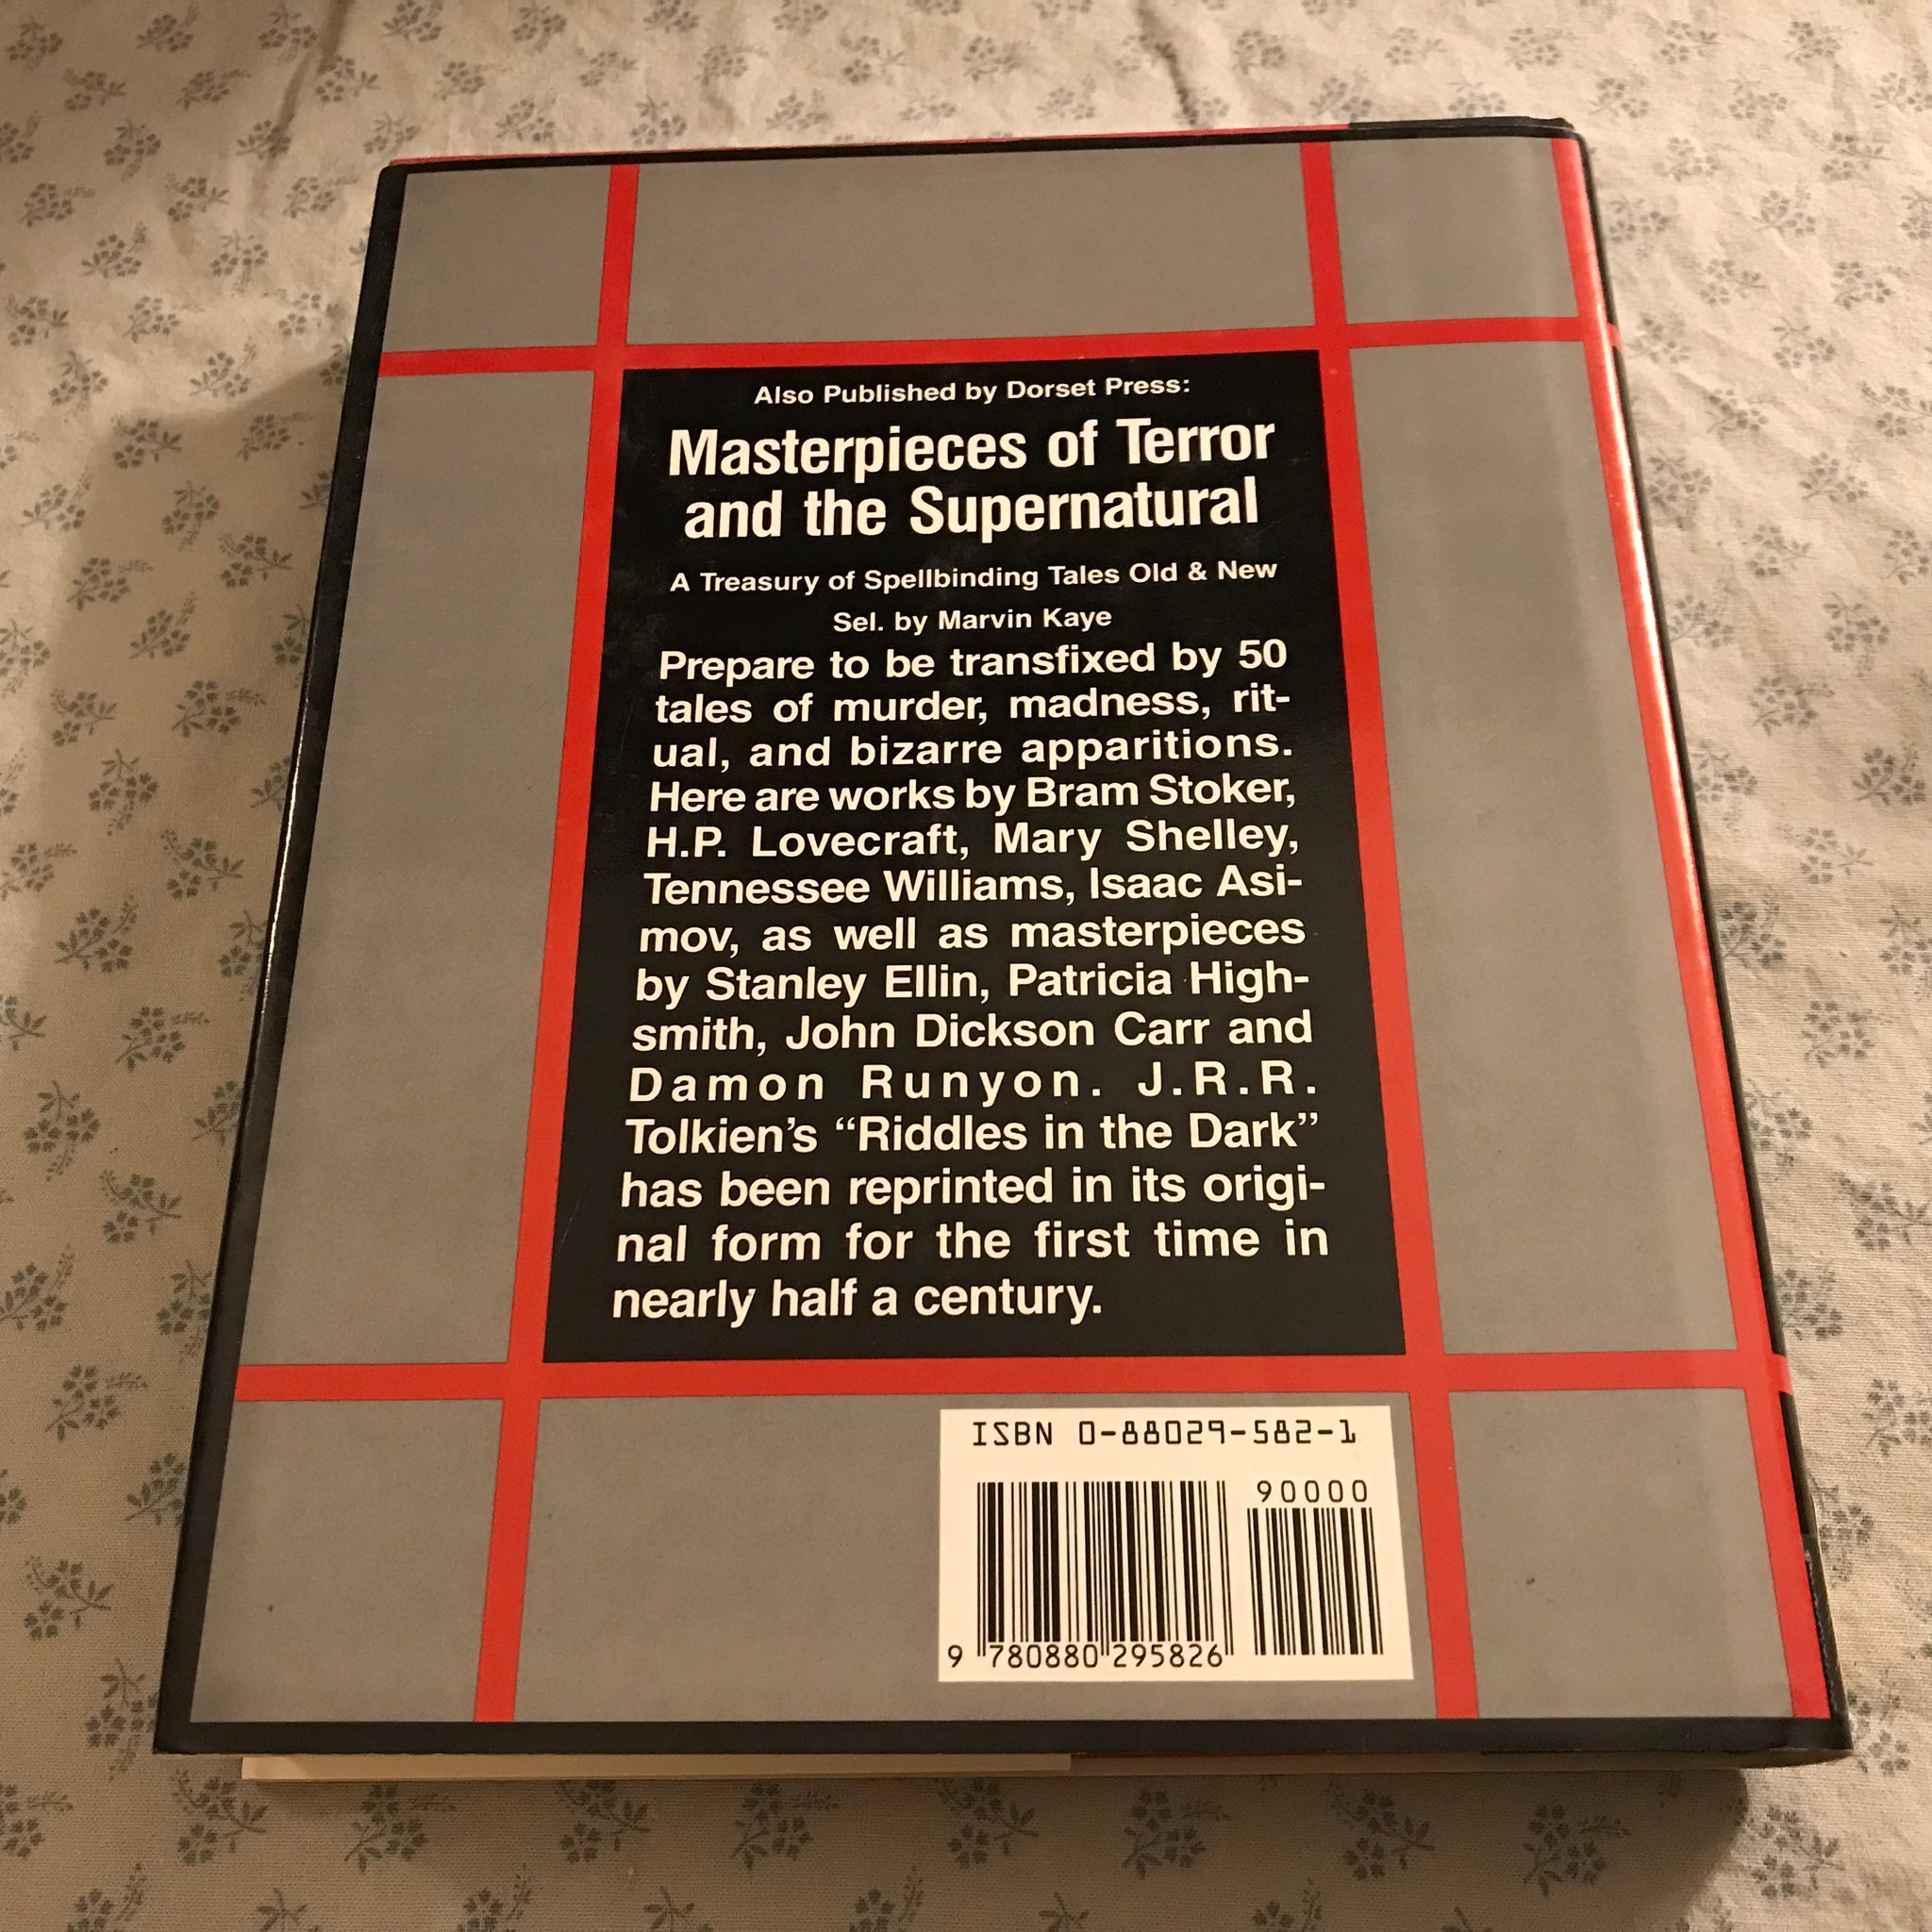 Also Published by Dorset Press:
Masterpieces of Terror
and the Supernatural
A Treasury of Spellbinding Tales Old & New
Sel. by Marvin Kaye
Prepare to be transfixed by 50
tales of murder, madness, rit-
ual, and bizarre apparitions.
Here are works by Bram Stoker,
H.P. Lovecraft, Mary Shelley,
Tennessee Williams, Isaac Asi-
mov, as well as masterpieces
by Stanley Ellin, Patricia High-
smith, John Dickson Carr and
Damon Runyon. J.R.R.
Tolkien's “Riddles in the Dark”
has been reprinted in its origi-
nal form for the first time in
nearly half a century.
ISBN 0-88029-582-1
90000
9 780880 295826